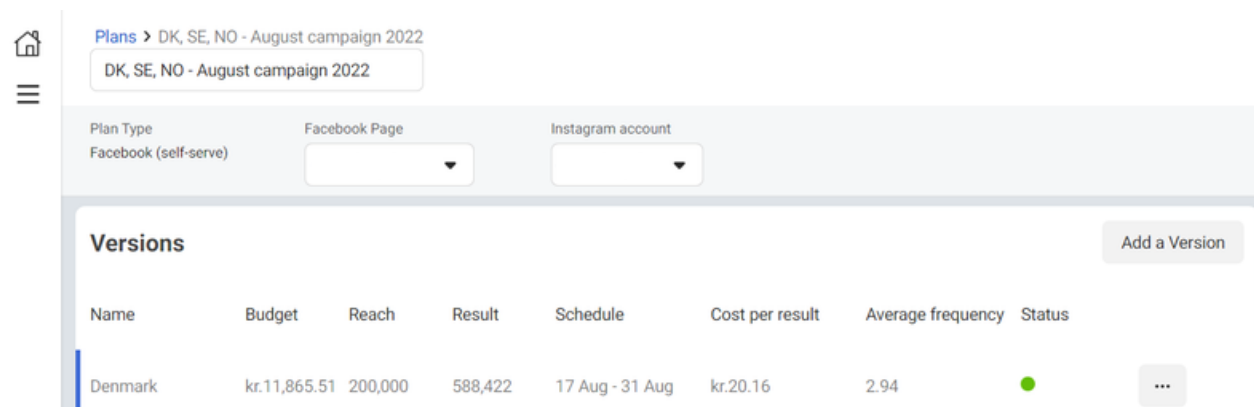 Plans > DK, SE, NO - August campaign 2022
DK, SE, NO - August campaign 2022
Plan Type Facebook Page Instagram account
Facebook (self-serve)
Versions Add a Version
Name Budget Reach Result Schedule Cost per result Average frequency Status
Denmark kr.11,865.51 200,000 588,422 17 Aug - 31 Aug kr.20.16 2.94 ...